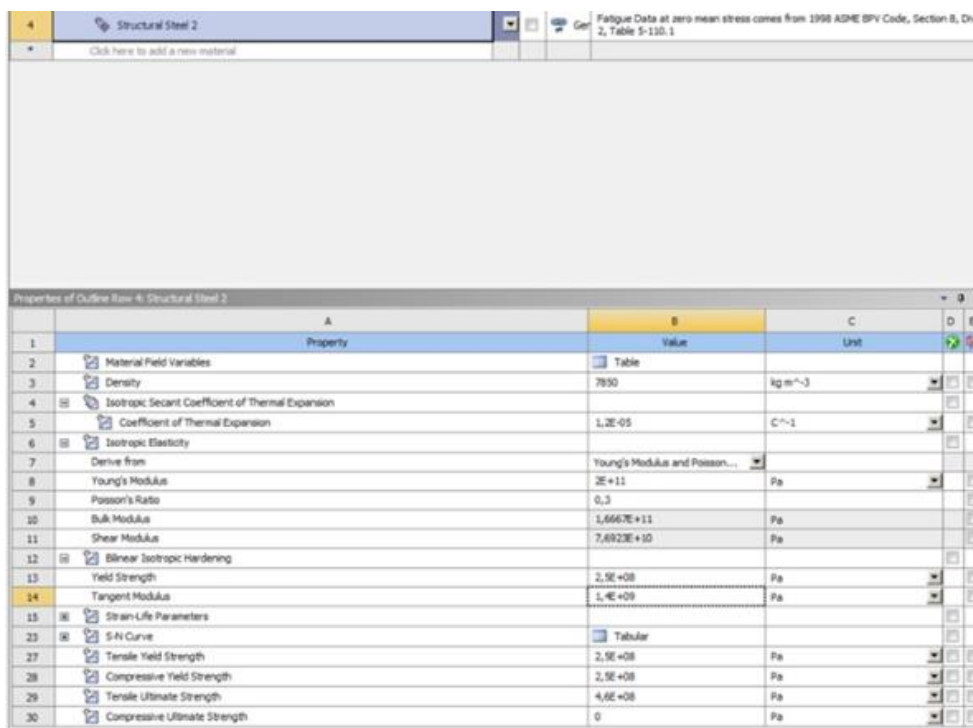 4 Structural Steel 2 Ger Fatigue Data at zero mean stress comes from 1998 ASME BPV Code, Section 8, Div
2, Table 5-110.1
* Click here to add a new material
Properties of Outline Row 4: Structural Steel 2
A B C D E
1 Property Value Unit
2 Material Field Variables Table
3 Density 7850 kg m^-3
4 Isotropic Secant Coefficient of Thermal Expansion
5 Coefficient of Thermal Expansion 1,2E-05 C^-1
6 Isotropic Elasticity
7 Derive from Young's Modulus and Poisson...
8 Young's Modulus 2E+11 Pa
9 Poisson's Ratio 0,3
10 Bulk Modulus 1,6667E+11 Pa
11 Shear Modulus 7,6923E+10 Pa
12 Bilinear Isotropic Hardening
13 Yield Strength 2,5E+08 Pa
14 Tangent Modulus 1,4E+09 Pa
15 Strain-Life Parameters
23 S-N Curve Tabular
27 Tensile Yield Strength 2,5E+08 Pa
28 Compressive Yield Strength 2,5E+08 Pa
29 Tensile Ultimate Strength 4,6E+08 Pa
30 Compressive Ultimate Strength 0 Pa